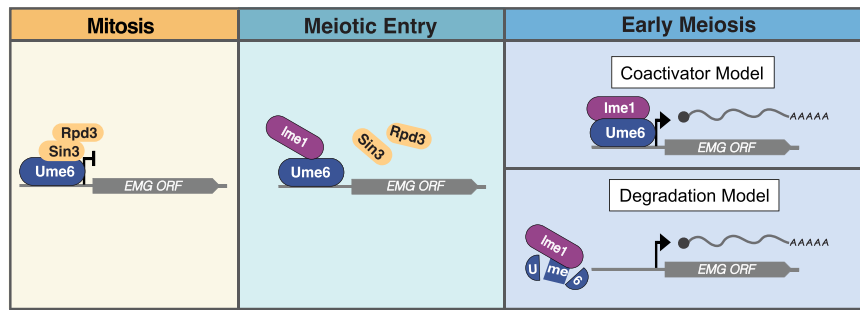 Mitosis
Meiotic Entry
Early Meiosis
Rpd3
Sin3
Ume6
EMG ORF
Ime1
Sin3
Rpd3
Ume6
EMG ORF
Coactivator Model
Ime1
Ume6
AAAAA
EMG ORF
Degradation Model
Ime1
U me 6
AAAAA
EMG ORF